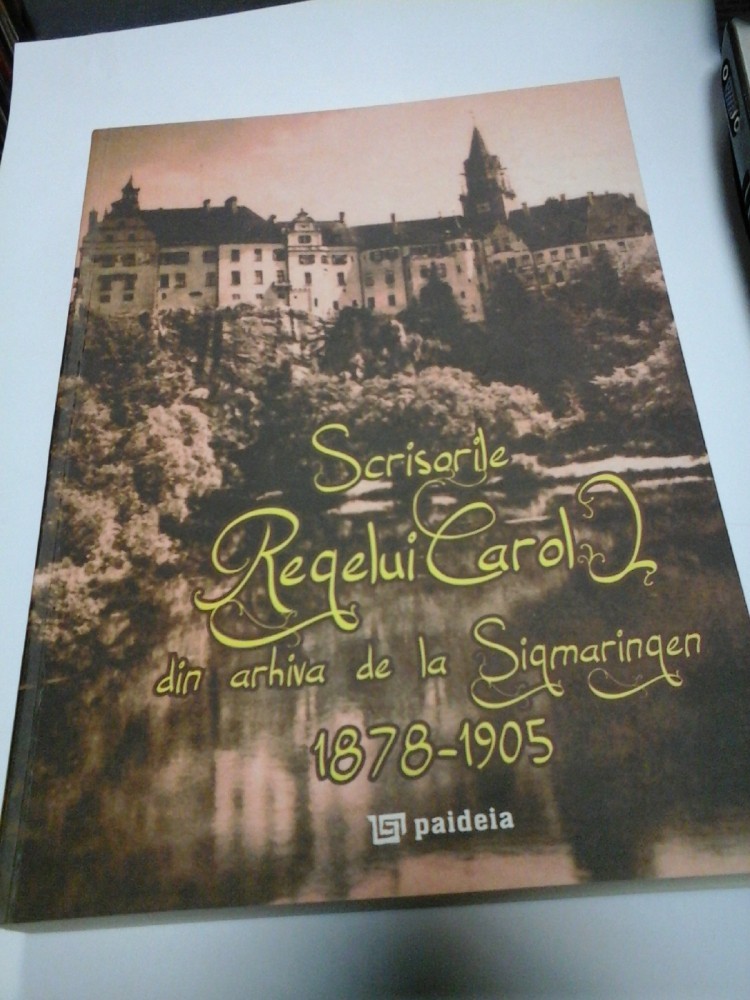 Scrisorile
Regelui Carol I
din arhiva de la Sigmaringen
1878-1905
paideia